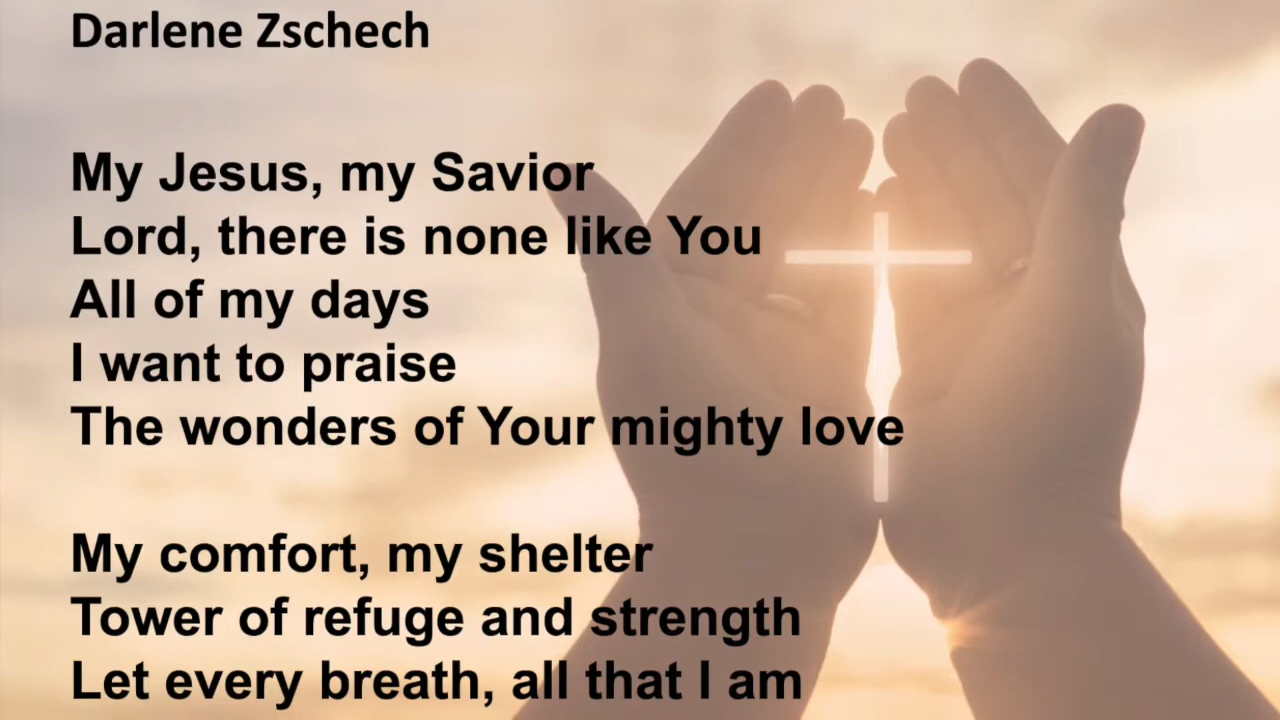 Darlene Zschech
My Jesus, my Savior
Lord, there is none like You
All of my days
I want to praise
The wonders of Your mighty love
My comfort, my shelter
Tower of refuge and strength
Let every breath, all that I am